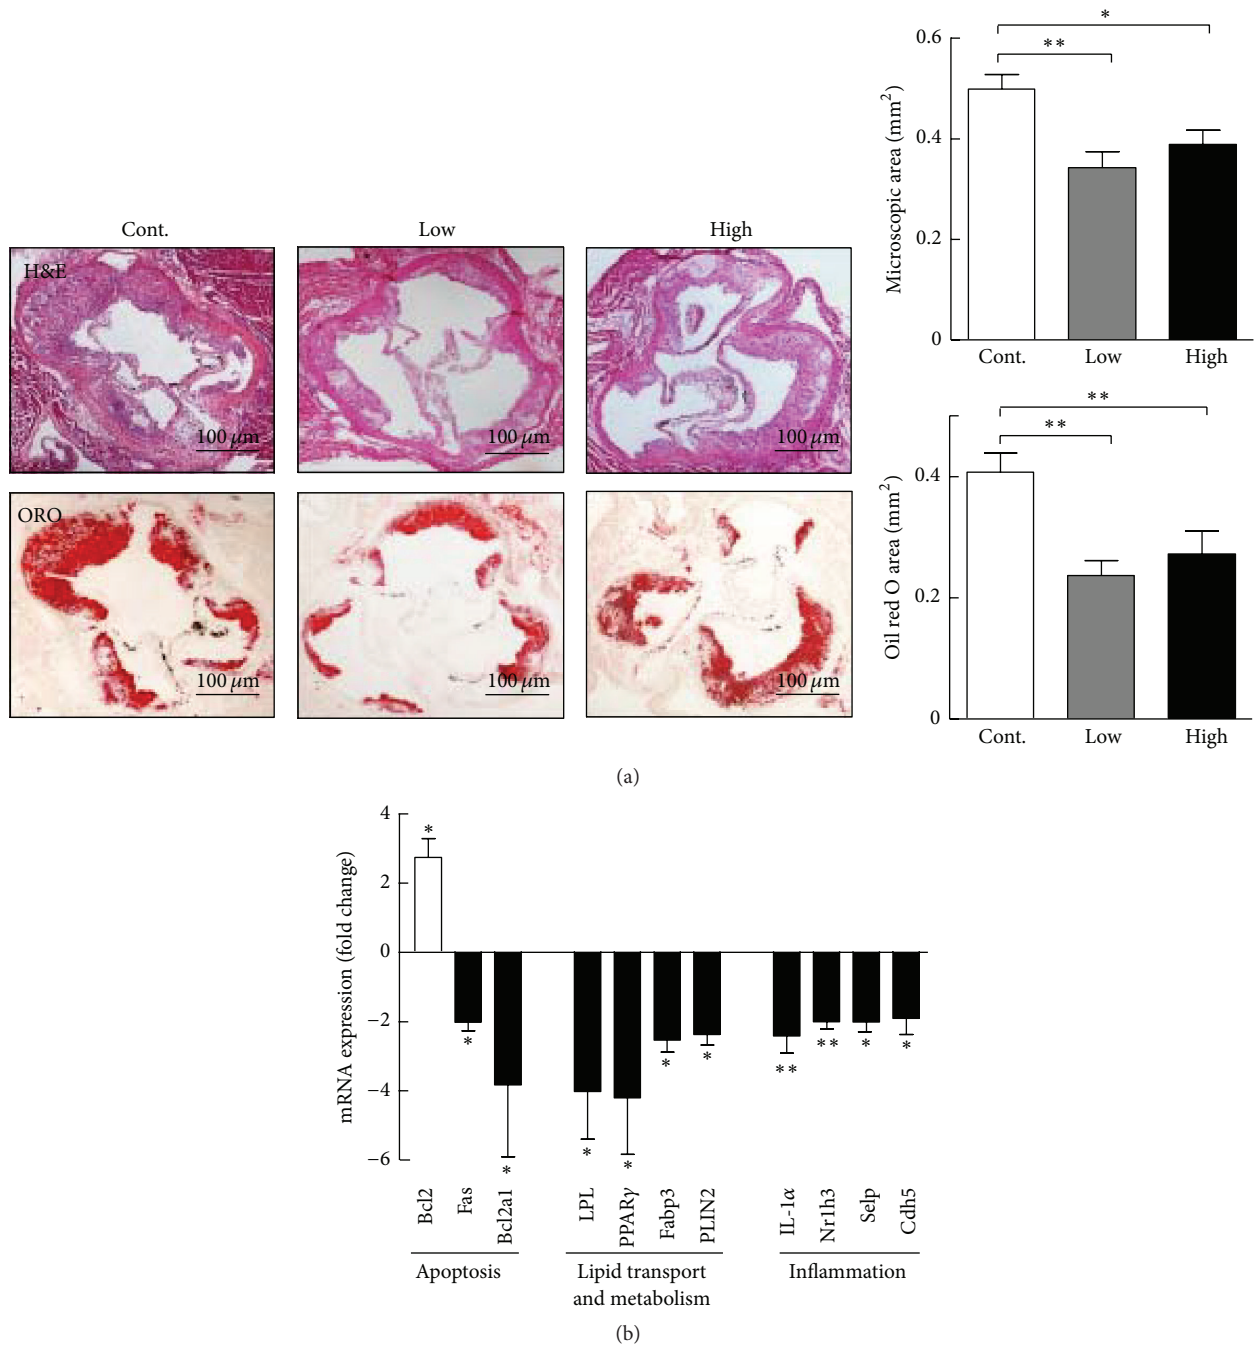 Cont.
Low
High
H&E
100 μm
100 μm
100 μm
ORO
100 μm
100 μm
100 μm
Microscopic area (mm²)
0.6
0.4
0.2
0
*
**
Cont.
Low
High
Oil red O area (mm²)
0.4
0.2
0
**
**
Cont.
Low
High
(a)
mRNA expression (fold change)
4
2
0
−2
−4
−6
*
*
*
*
*
*
*
**
**
*
*
Bcl2
Fas
Bcl2a1
LPL
PPARγ
Fabp3
PLIN2
IL-1α
Nr1h3
Selp
Cdh5
Apoptosis
Lipid transport
and metabolism
Inflammation
(b)